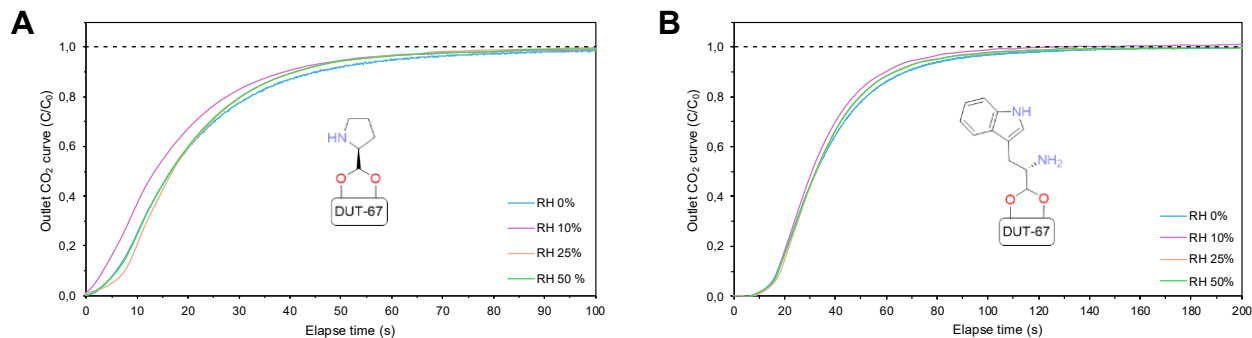 A
Outlet CO₂ curve (C/C₀)
1,0
0,8
0,6
0,4
0,2
0,0
HN
O
O
DUT-67
RH 0%
RH 10%
RH 25%
RH 50 %
0 10 20 30 40 50 60 70 80 90 100
Elapse time (s)
B
Outlet CO₂ curve (C/C₀)
1,0
0,8
0,6
0,4
0,2
0,0
NH
NH₂
O
O
DUT-67
RH 0%
RH 10%
RH 25%
RH 50%
0 20 40 60 80 100 120 140 160 180 200
Elapse time (s)